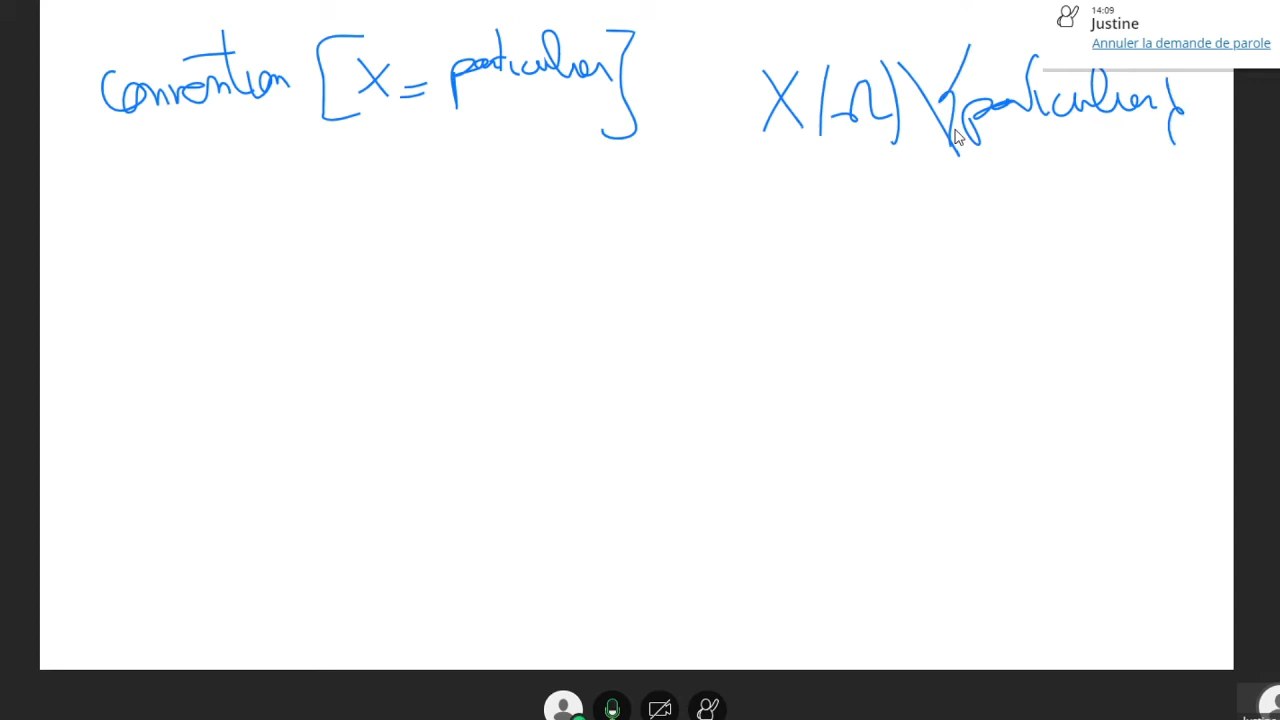 14:09
Justine
Annuler la demande de parole
convention [X = particulier] X(Ω) \ {particulier}